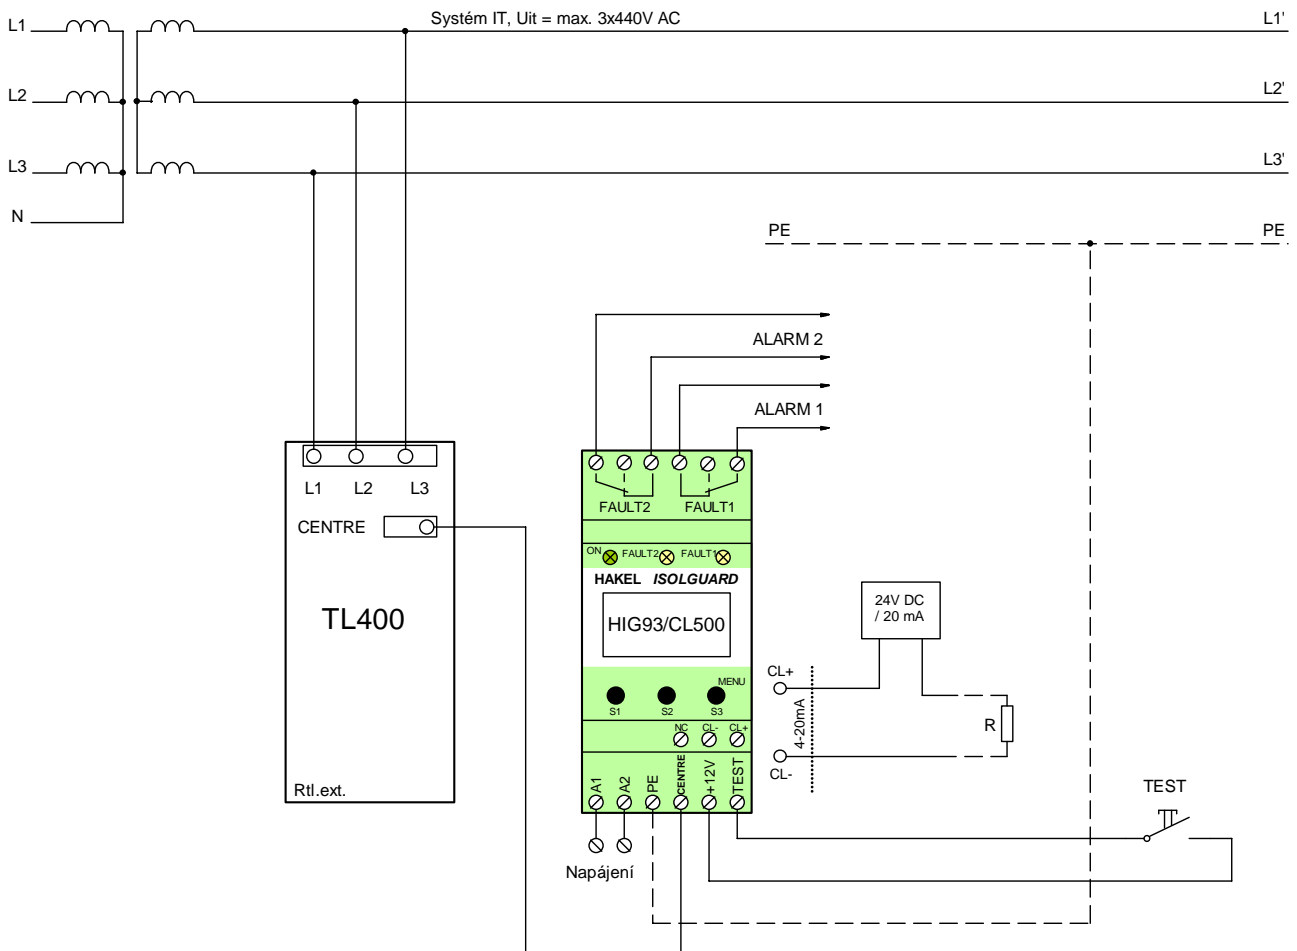 Systém IT, Uit = max. 3x440V AC
L1
L1'
L2
L2'
L3
L3'
N
PE
PE
ALARM 2
ALARM 1
L1
L2
L3
CENTRE
TL400
Rtl.ext.
FAULT2
FAULT1
ON
FAULT2
FAULT1
HAKEL ISOLGUARD
HIG93/CL500
MENU
S1
S2
S3
NC
CL-
CL+
A1
A2
PE
CENTRE
+12V
TEST
Napájení
24V DC
/ 20 mA
CL+
4-20mA
CL-
R
TEST